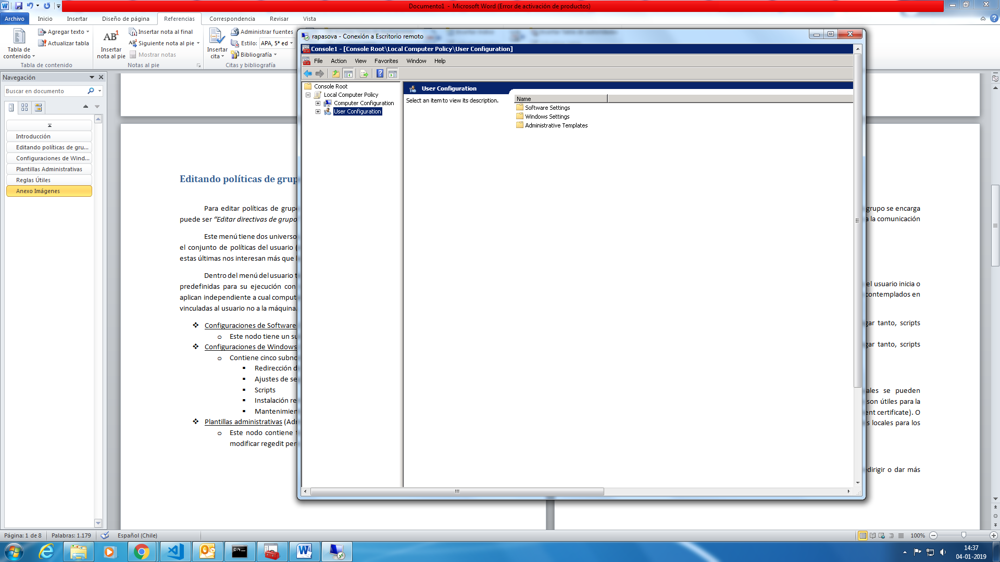 Documento1 - Microsoft Word (Error de activación de productos)
Archivo Inicio Insertar Diseño de página Referencias Correspondencia Revisar Vista
Tabla de contenido
Agregar texto
Actualizar tabla
Tabla de contenido
AB1
Insertar nota al pie
Insertar nota al final
Siguiente nota al pie
Mostrar notas
Notas al pie
Insertar cita
Administrar fuentes
Estilo: APA, 5ª ed
Bibliografía
Citas y bibliografía
Navegación
Buscar en documento
Introducción
Editando políticas de gru...
Configuraciones de Wind...
Plantillas Administrativas
Reglas Útiles
Anexo Imágenes
Editando políticas de grup
Para editar políticas de grupo
puede ser “Editar directivas de grupo
Este menú tiene dos universo
el conjunto de políticas del usuario (
estas últimas nos interesan más que
Dentro del menú del usuario t
predefinidas para su ejecución con
aplican independiente a cual comput
vinculadas al usuario no a la máquina.
❖ Configuraciones de Software
o Este nodo tiene un su
❖ Configuraciones de Windows
o Contiene cinco subno
▪ Redirección d
▪ Ajustes de se
▪ Scripts
▪ Instalación re
▪ Mantenimien
❖ Plantillas administrativas (Adm
o Este nodo contiene t
modificar regedit per
rapasova - Conexión a Escritorio remoto
Console1 - [Console Root\Local Computer Policy\User Configuration]
File Action View Favorites Window Help
Console Root
Local Computer Policy
Computer Configuration
User Configuration
User Configuration
Select an item to view its description.
Name
Software Settings
Windows Settings
Administrative Templates
grupo se encarga
a la comunicación
el usuario inicia o
contemplados en
gar tanto, scripts
gar tanto, scripts
ales se pueden
son útiles para la
ent certificate). O
s locales para los
dirigir o dar más
Página: 1 de 8 Palabras: 1.179 Español (Chile) 100%
14:37
04-01-2019